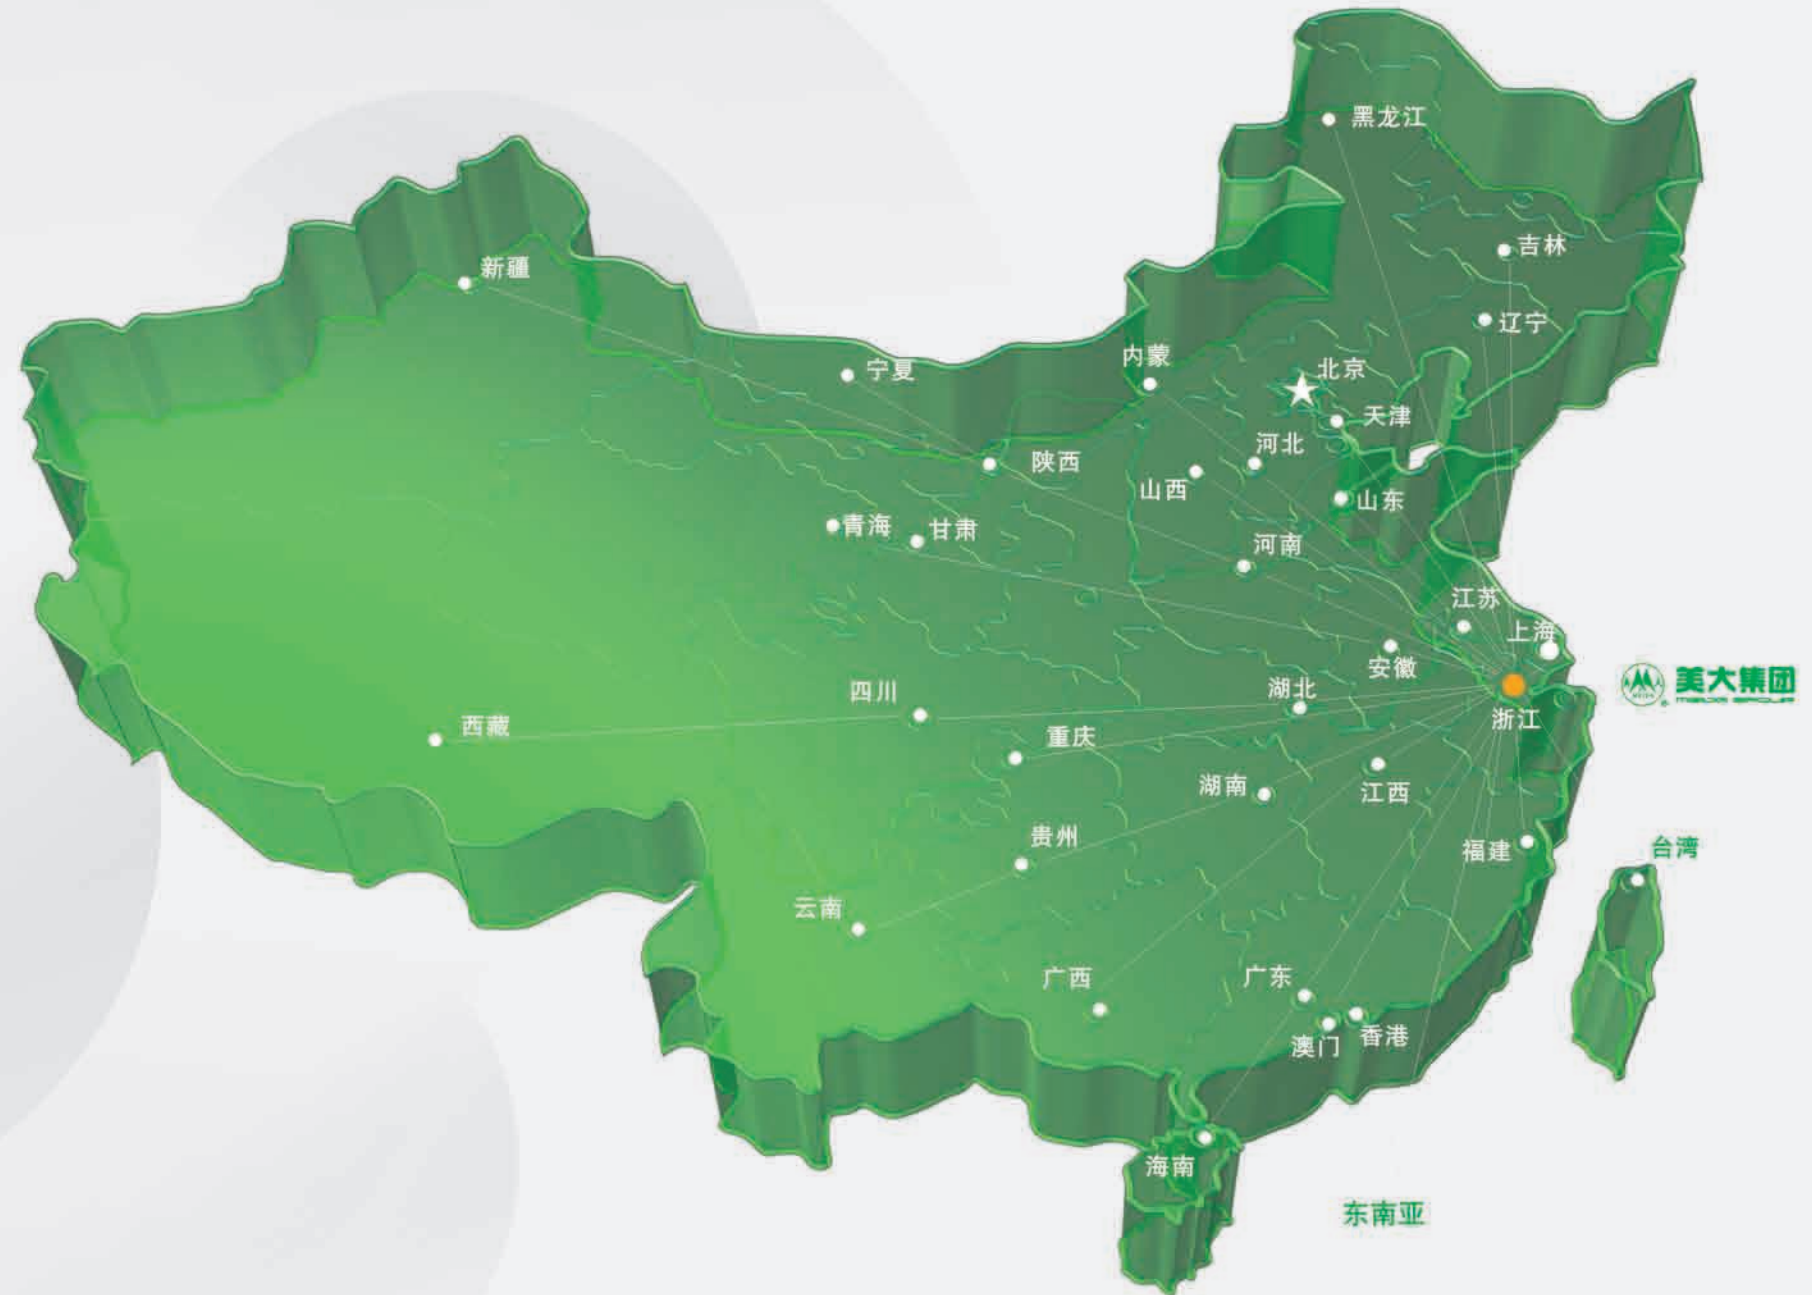 黑龙江
吉林
新疆
辽宁
内蒙
北京
宁夏
天津
河北
陕西
山西
山东
青海
甘肃
河南
江苏
上海
安徽
美大集团
四川
湖北
浙江
西藏
重庆
湖南
江西
贵州
福建
台湾
云南
广西
广东
香港
澳门
海南
东南亚